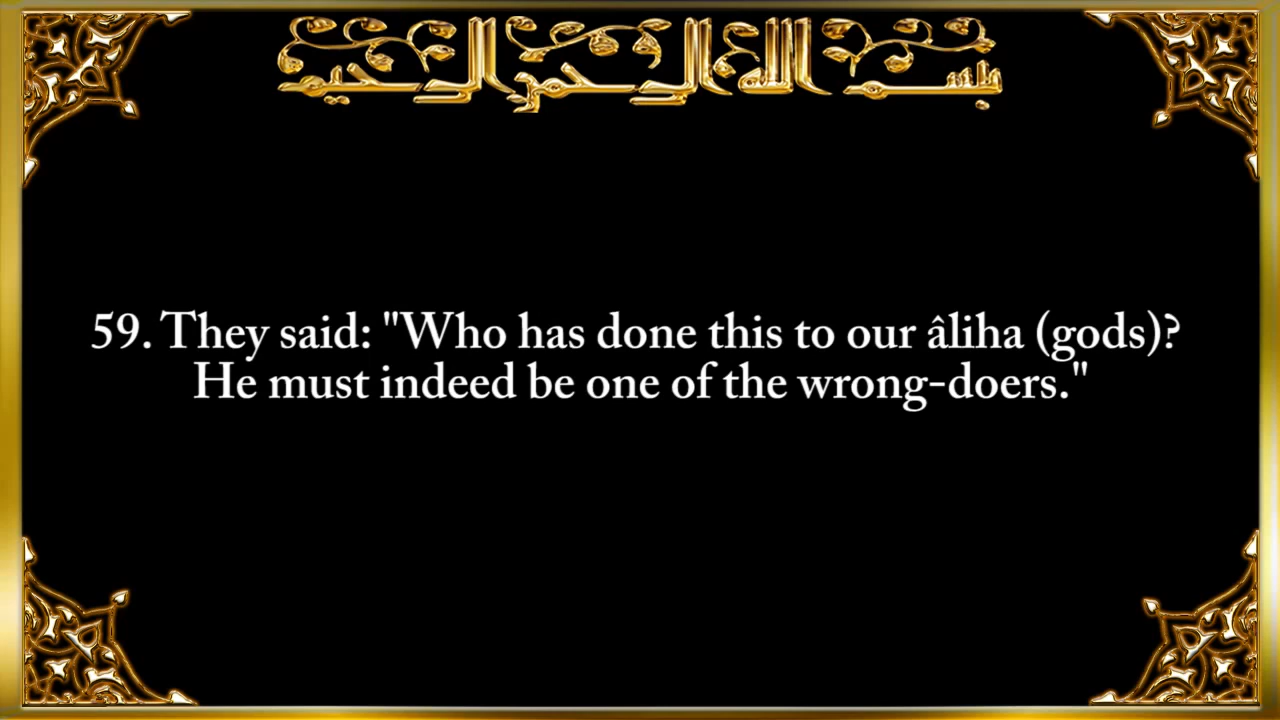 بسم الله الرحمن الرحيم
59. They said: "Who has done this to our âliha (gods)?
He must indeed be one of the wrong-doers."